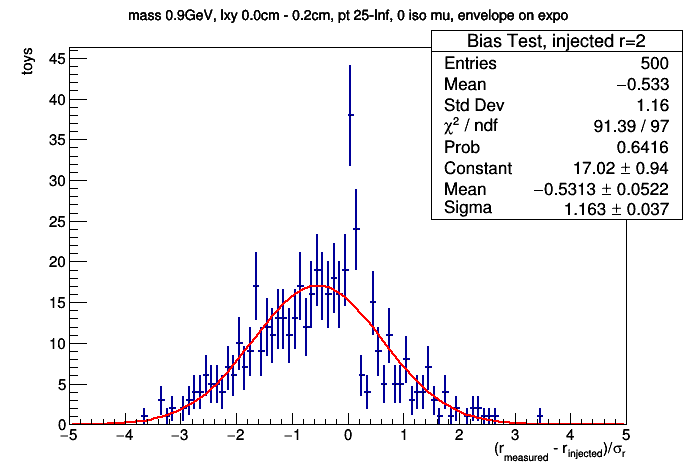 mass 0.9GeV, lxy 0.0cm - 0.2cm, pt 25-Inf, 0 iso mu, envelope on expo
Bias Test, injected r=2
Entries 500
Mean −0.533
Std Dev 1.16
χ² / ndf 91.39 / 97
Prob 0.6416
Constant 17.02 ± 0.94
Mean −0.5313 ± 0.0522
Sigma 1.163 ± 0.037
toys
45
40
35
30
25
20
15
10
5
0
−5 −4 −3 −2 −1 0 1 2 3 4 5
(r_measured - r_injected)/σ_r